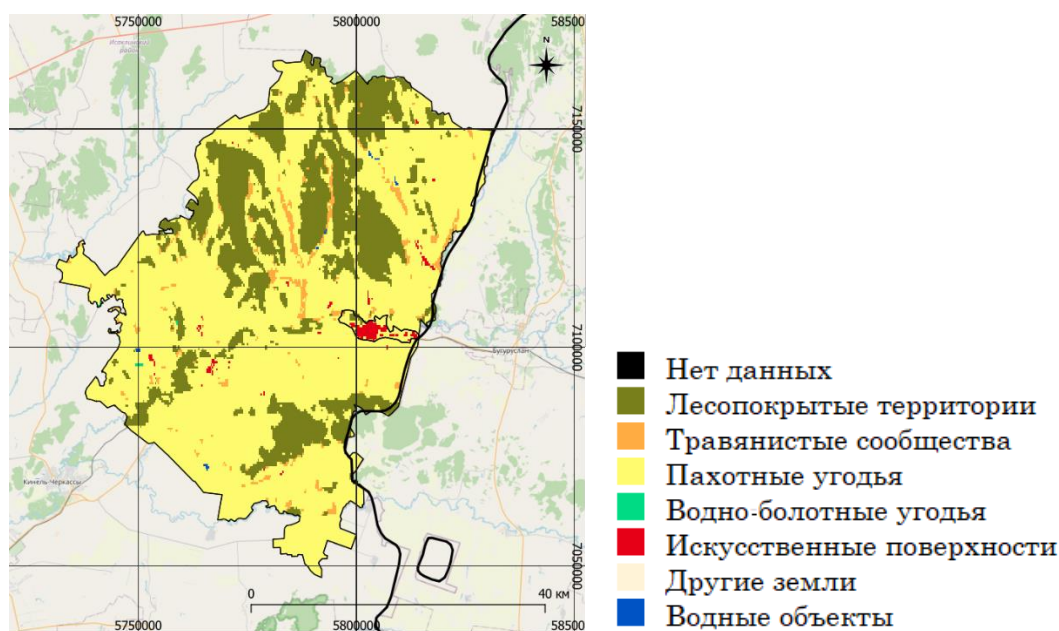 5750000
5800000
58500
N
7150000
7100000
7050000
Бугуруслан
Кинель-Черкассы
0
40 км
5750000
5800000
58500
Нет данных
Лесопокрытые территории
Травянистые сообщества
Пахотные угодья
Водно-болотные угодья
Искусственные поверхности
Другие земли
Водные объекты